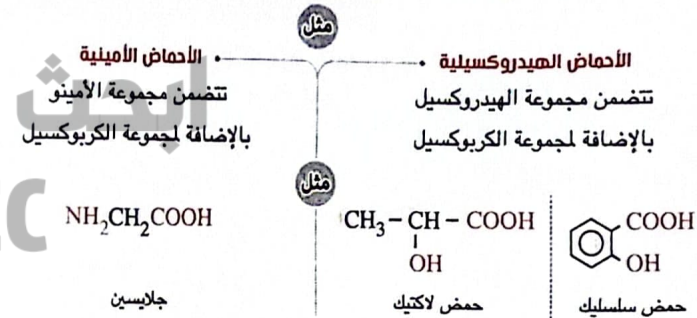 مثل
الأحماض الهيدروكسيلية
تتضمن مجموعة الهيدروكسيل
بالإضافة لمجموعة الكربوكسيل
الأحماض الأمينية
تتضمن مجموعة الأمينو
بالإضافة لمجموعة الكربوكسيل
مثل
COOH
OH
حمض سلسليك
CH₃ – CH – COOH
OH
حمض لاكتيك
NH₂CH₂COOH
جلايسين
ابحث